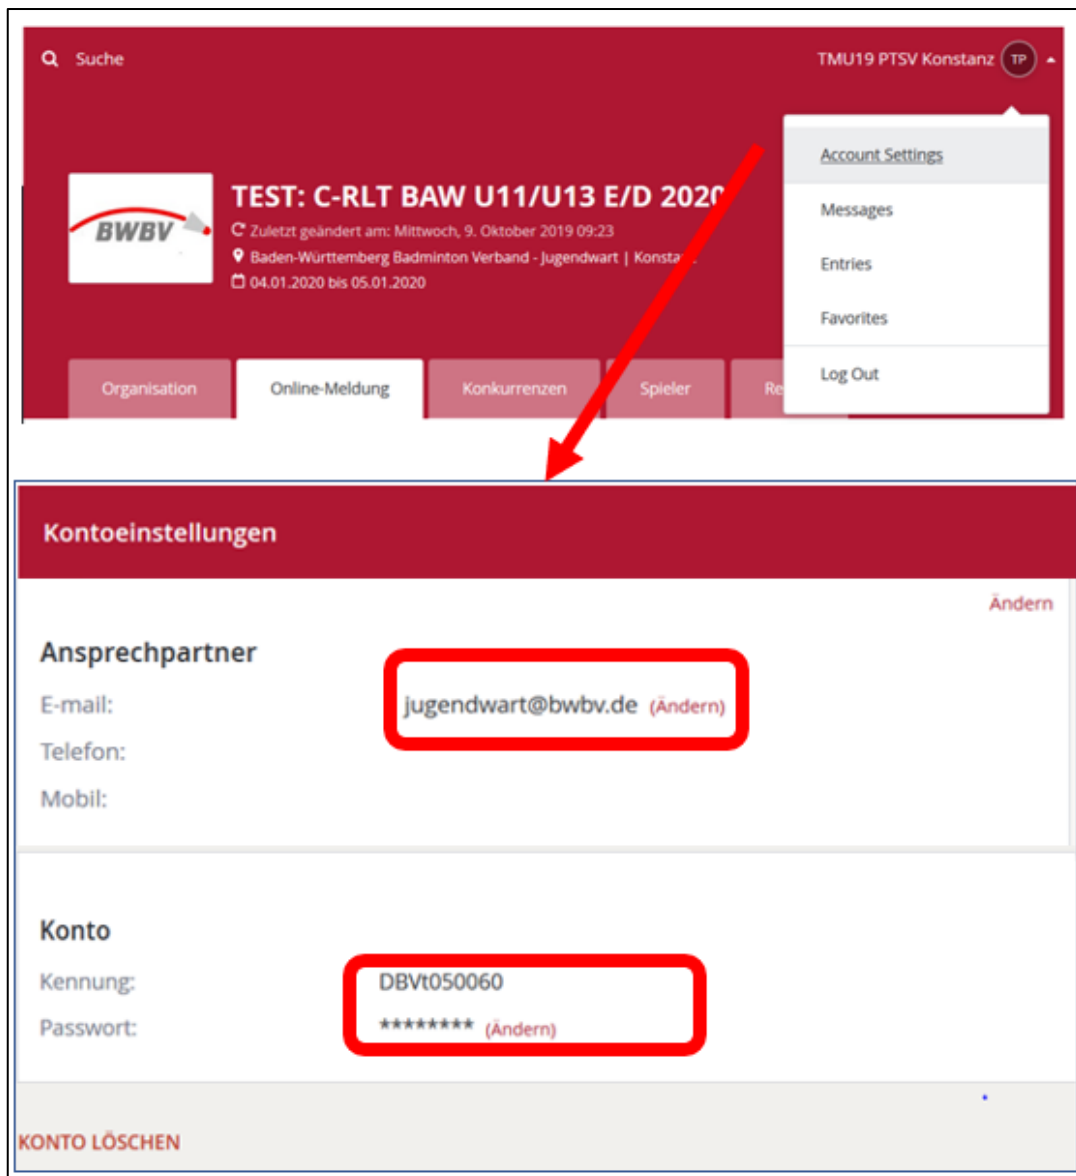 Suche
TMU19 PTSV Konstanz TP
Account Settings
Messages
Entries
Favorites
Log Out
BWBV
TEST: C-RLT BAW U11/U13 E/D 2020
Zuletzt geändert am: Mittwoch, 9. Oktober 2019 09:23
Baden-Württemberg Badminton Verband - Jugendwart |
04.01.2020 bis 05.01.2020
Organisation
Online-Meldung
Konkurrenzen
Spieler
Kontoeinstellungen
Ändern
Ansprechpartner
E-mail: jugendwart@bwbv.de (Ändern)
Telefon:
Mobil:
Konto
Kennung: DBVt050060
Passwort: ******** (Ändern)
KONTO LÖSCHEN